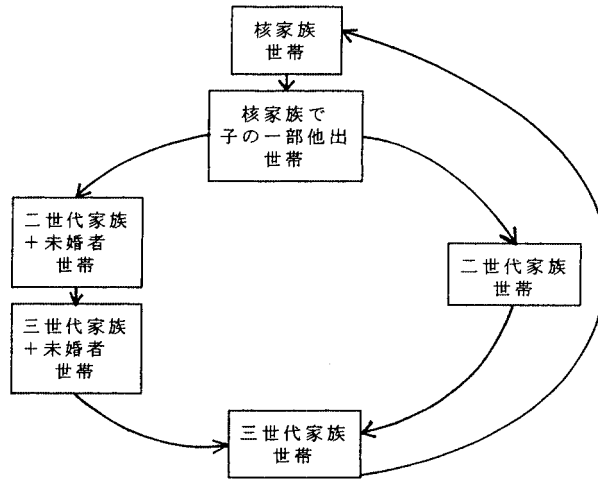 核家族
世帯
核家族で
子の一部他出
世帯
二世代家族
+未婚者
世帯
二世代家族
世帯
三世代家族
+未婚者
世帯
三世代家族
世帯